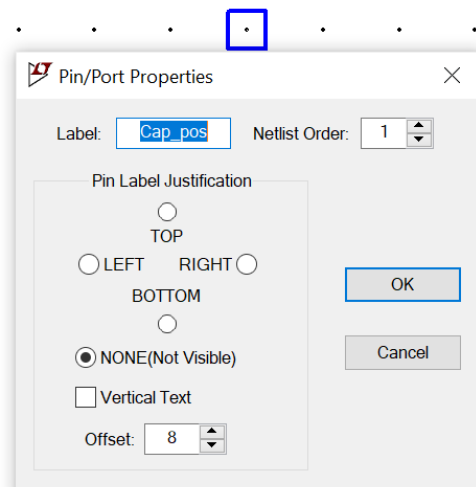 Pin/Port Properties
Label: Cap_pos Netlist Order: 1
Pin Label Justification
TOP
LEFT RIGHT
BOTTOM
OK
NONE(Not Visible)
Cancel
Vertical Text
Offset: 8